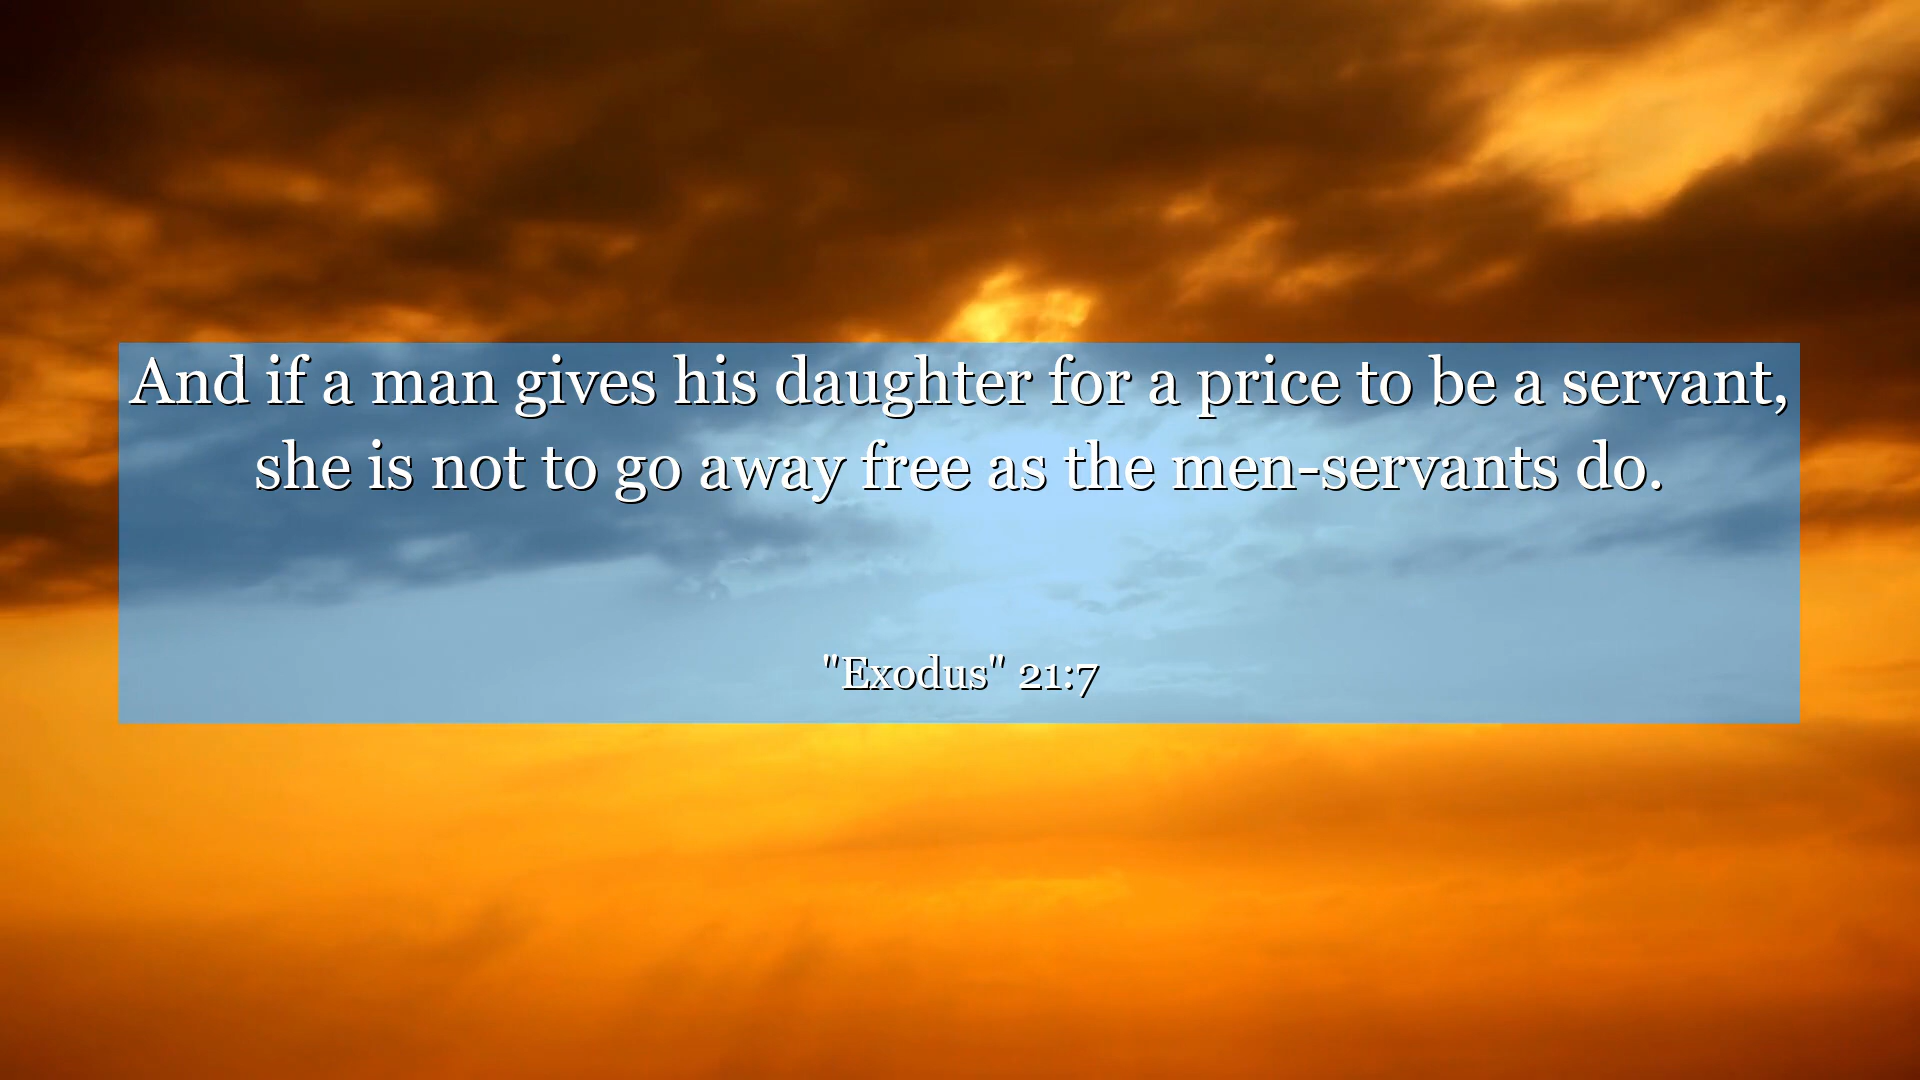 And if a man gives his daughter for a price to be a servant,
she is not to go away free as the men-servants do.
"Exodus" 21:7